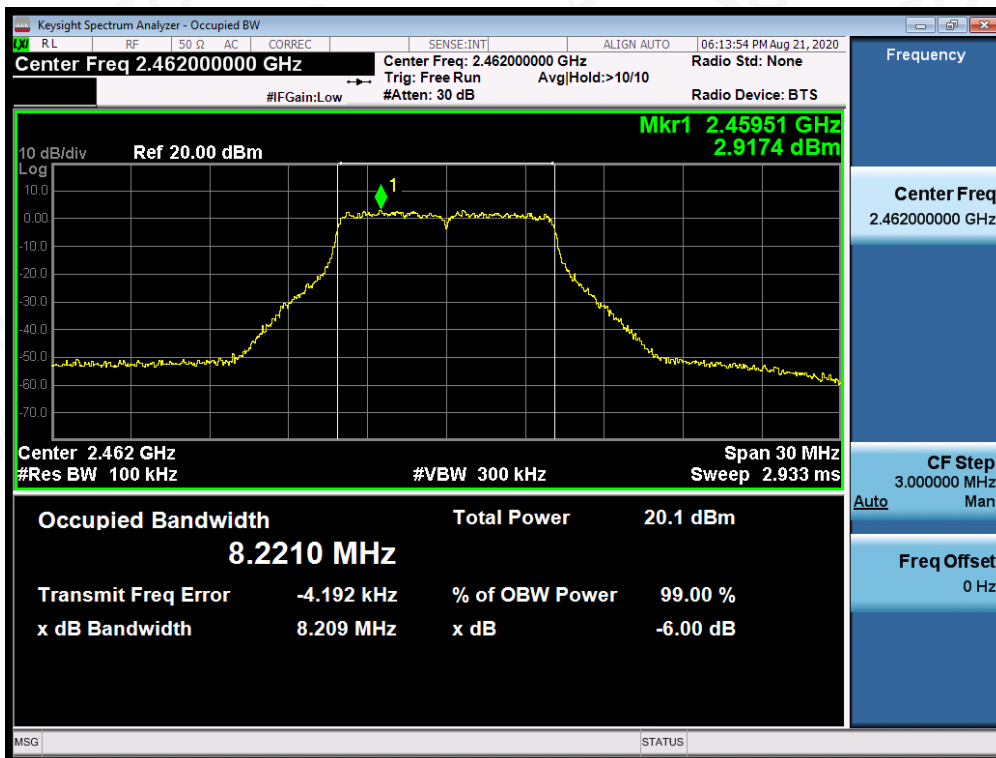 Keysight Spectrum Analyzer - Occupied BW
LXI RL RF 50 Ω AC CORREC SENSE:INT ALIGN AUTO 06:13:54 PM Aug 21, 2020
Center Freq 2.462000000 GHz
Center Freq: 2.462000000 GHz
Radio Std: None
Trig: Free Run Avg|Hold:>10/10
#IFGain:Low #Atten: 30 dB Radio Device: BTS
Mkr1 2.45951 GHz
2.9174 dBm
10 dB/div Ref 20.00 dBm
Log
10.0
0.00
-10.0
-20.0
-30.0
-40.0
-50.0
-60.0
-70.0
1
Center 2.462 GHz Span 30 MHz
#Res BW 100 kHz #VBW 300 kHz Sweep 2.933 ms
Occupied Bandwidth Total Power 20.1 dBm
8.2210 MHz
Transmit Freq Error -4.192 kHz % of OBW Power 99.00 %
x dB Bandwidth 8.209 MHz x dB -6.00 dB
MSG STATUS
Frequency
Center Freq
2.462000000 GHz
CF Step
3.000000 MHz
Auto Man
Freq Offset
0 Hz